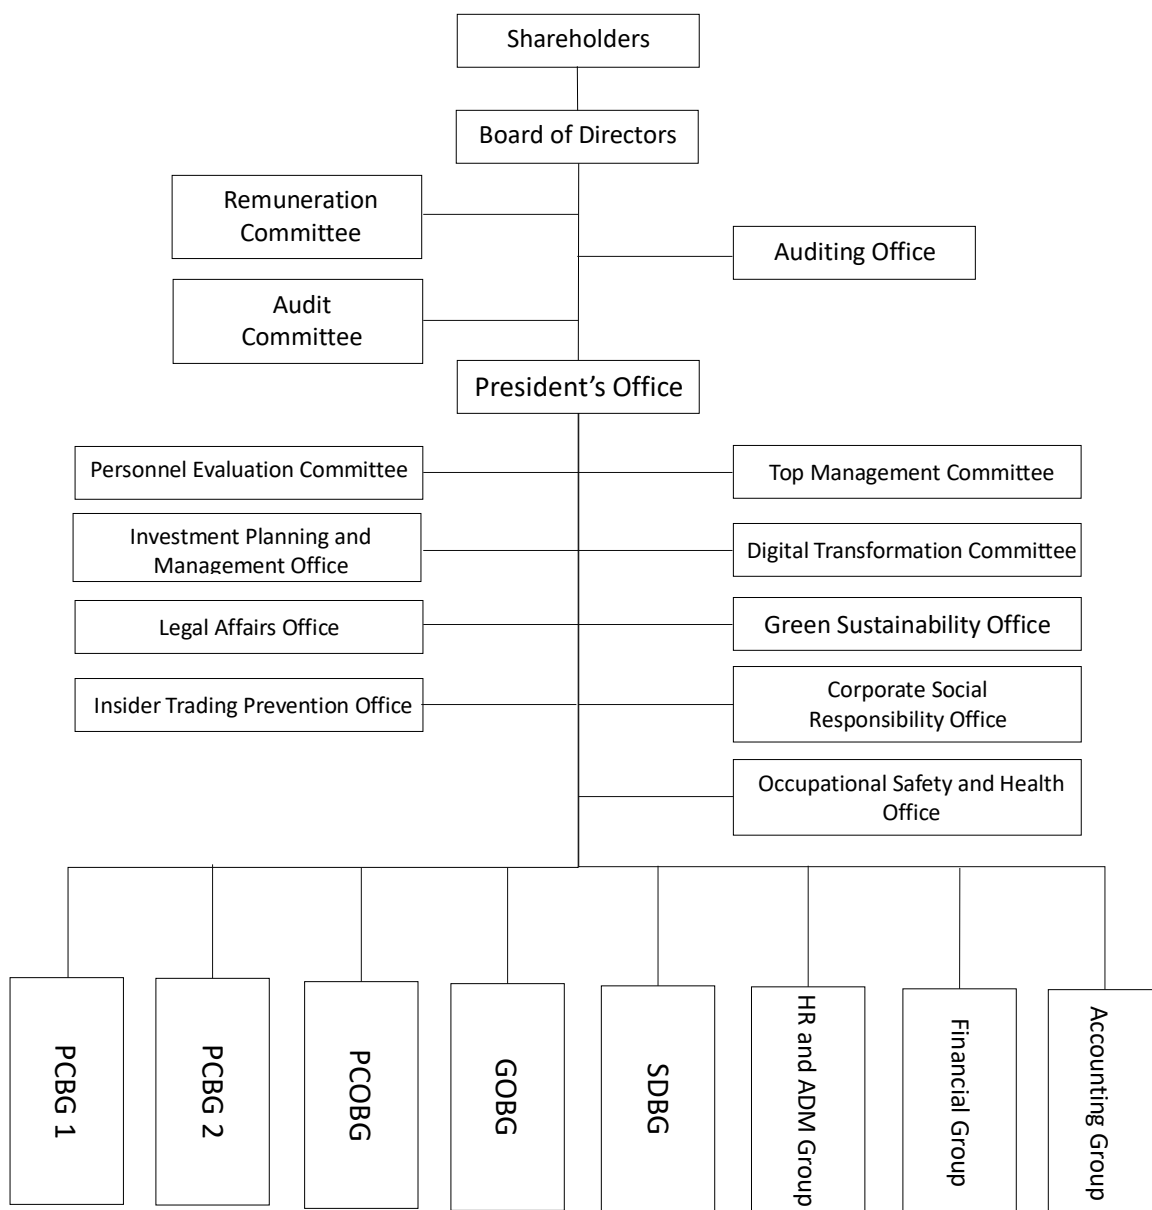 Shareholders
Board of Directors
Remuneration
Committee
Auditing Office
Audit
Committee
President’s Office
Personnel Evaluation Committee
Top Management Committee
Investment Planning and
Management Office
Digital Transformation Committee
Legal Affairs Office
Green Sustainability Office
Insider Trading Prevention Office
Corporate Social
Responsibility Office
Occupational Safety and Health
Office
PCBG 1
PCBG 2
PCOBG
GOBG
SDBG
HR and ADM Group
Financial Group
Accounting Group